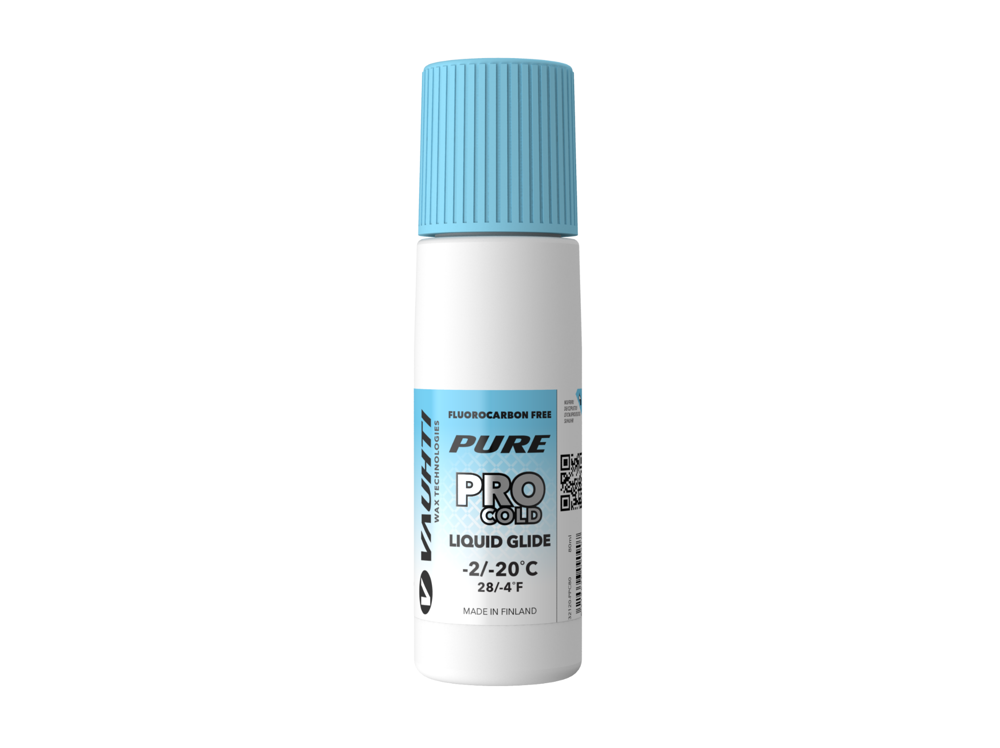 FLUOROCARBON FREE
PURE
PRO
COLD
LIQUID GLIDE
-2/-20°C
28/-4°F
MADE IN FINLAND
VAUHTI
WAX TECHNOLOGIES
80ml
32120-PPC80